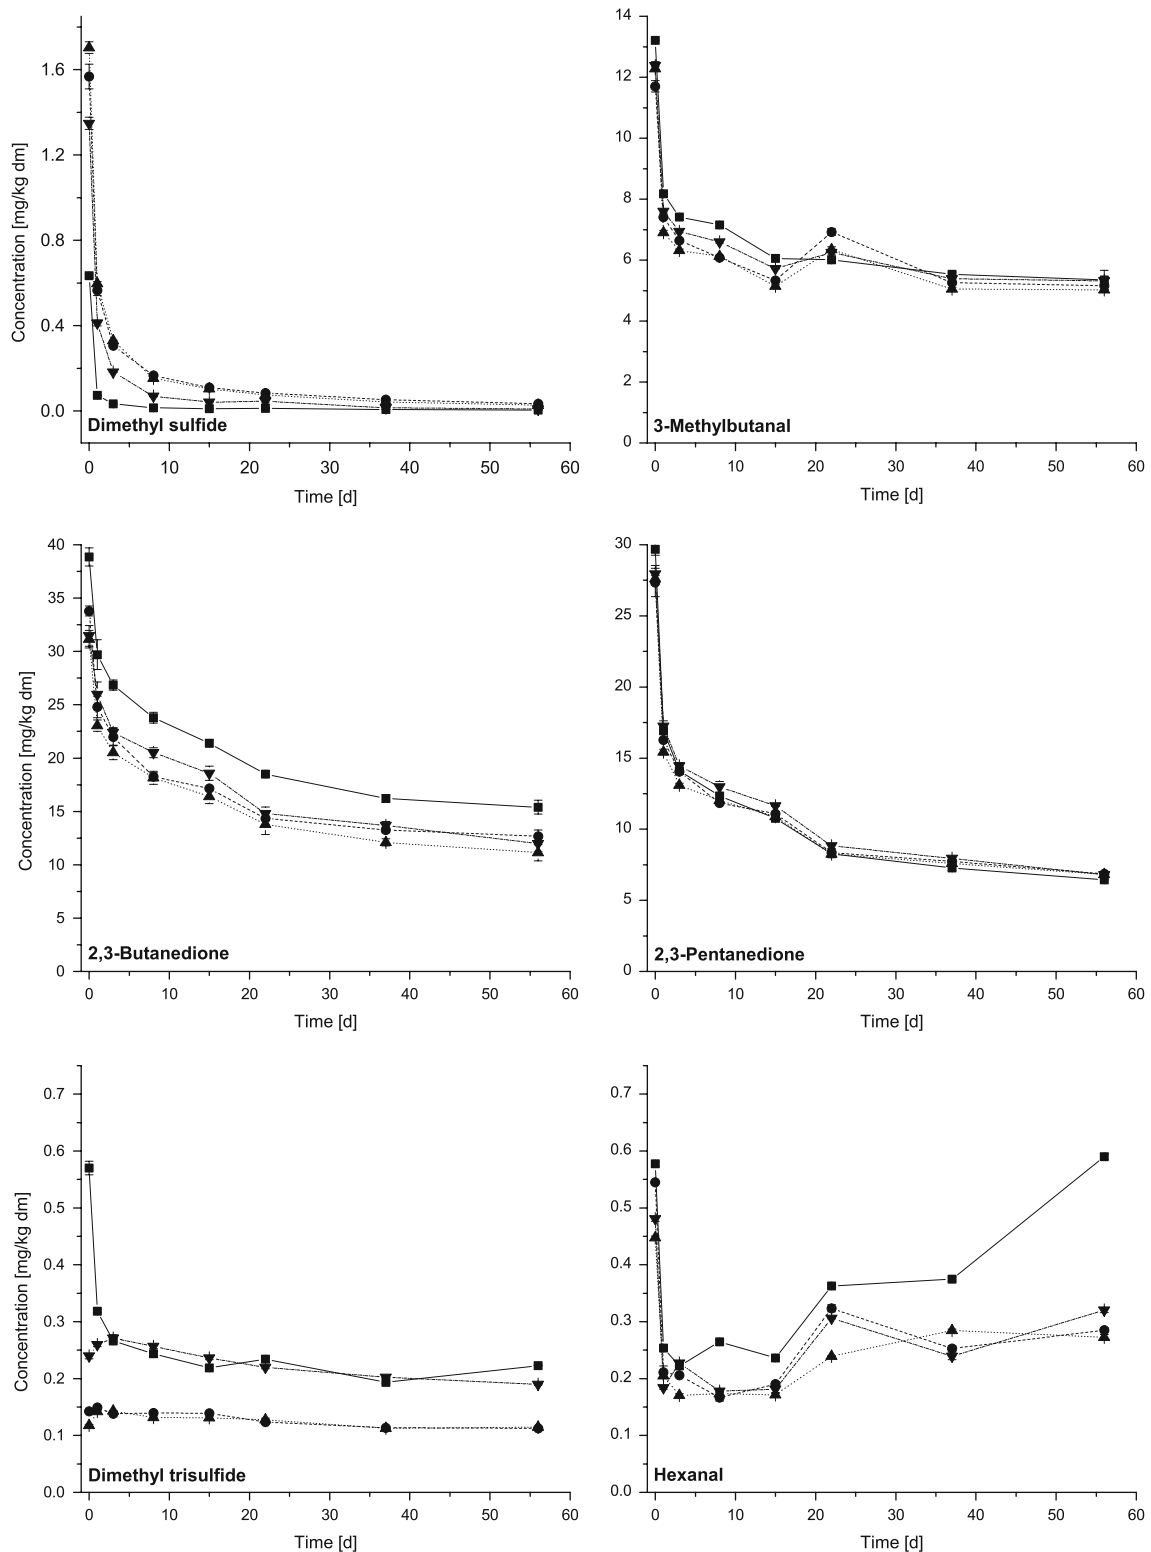 Concentration [mg/kg dm]
1.6
1.2
0.8
0.4
0.0
Dimethyl sulfide
0 10 20 30 40 50 60
Time [d]
14
12
10
8
6
4
2
0
3-Methylbutanal
0 10 20 30 40 50 60
Time [d]
Concentration [mg/kg dm]
40
35
30
25
20
15
10
5
0
2,3-Butanedione
0 10 20 30 40 50 60
Time [d]
30
25
20
15
10
5
0
2,3-Pentanedione
0 10 20 30 40 50 60
Time [d]
Concentration [mg/kg dm]
0.7
0.6
0.5
0.4
0.3
0.2
0.1
0.0
Dimethyl trisulfide
0 10 20 30 40 50 60
Time [d]
0.7
0.6
0.5
0.4
0.3
0.2
0.1
0.0
Hexanal
0 10 20 30 40 50 60
Time [d]